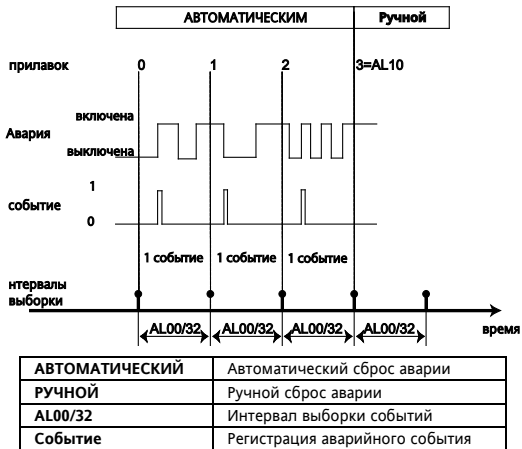 АВТОМАТИЧЕСКИМ Ручной
прилавок 0 1 2 3=AL10
включена
Авария
выключена
1
событие
0
1 событие 1 событие 1 событие
нтервалы
выборки
AL00/32 AL00/32 AL00/32 AL00/32 время
АВТОМАТИЧЕСКИЙ Автоматический сброс аварии
РУЧНОЙ Ручной сброс аварии
AL00/32 Интервал выборки событий
Событие Регистрация аварийного события